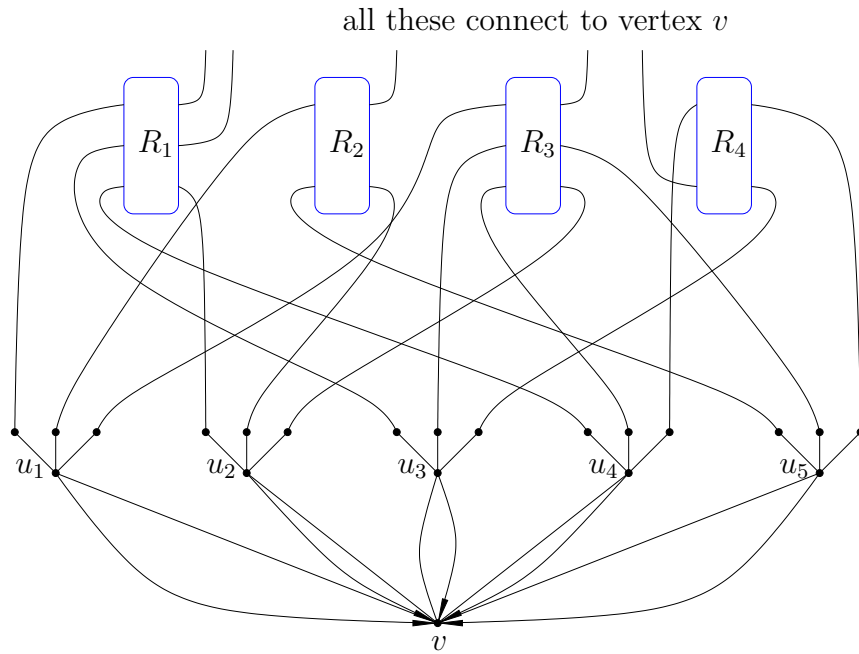 all these connect to vertex v
R₁ R₂ R₃ R₄
u₁ u₂ u₃ u₄ u₅
v